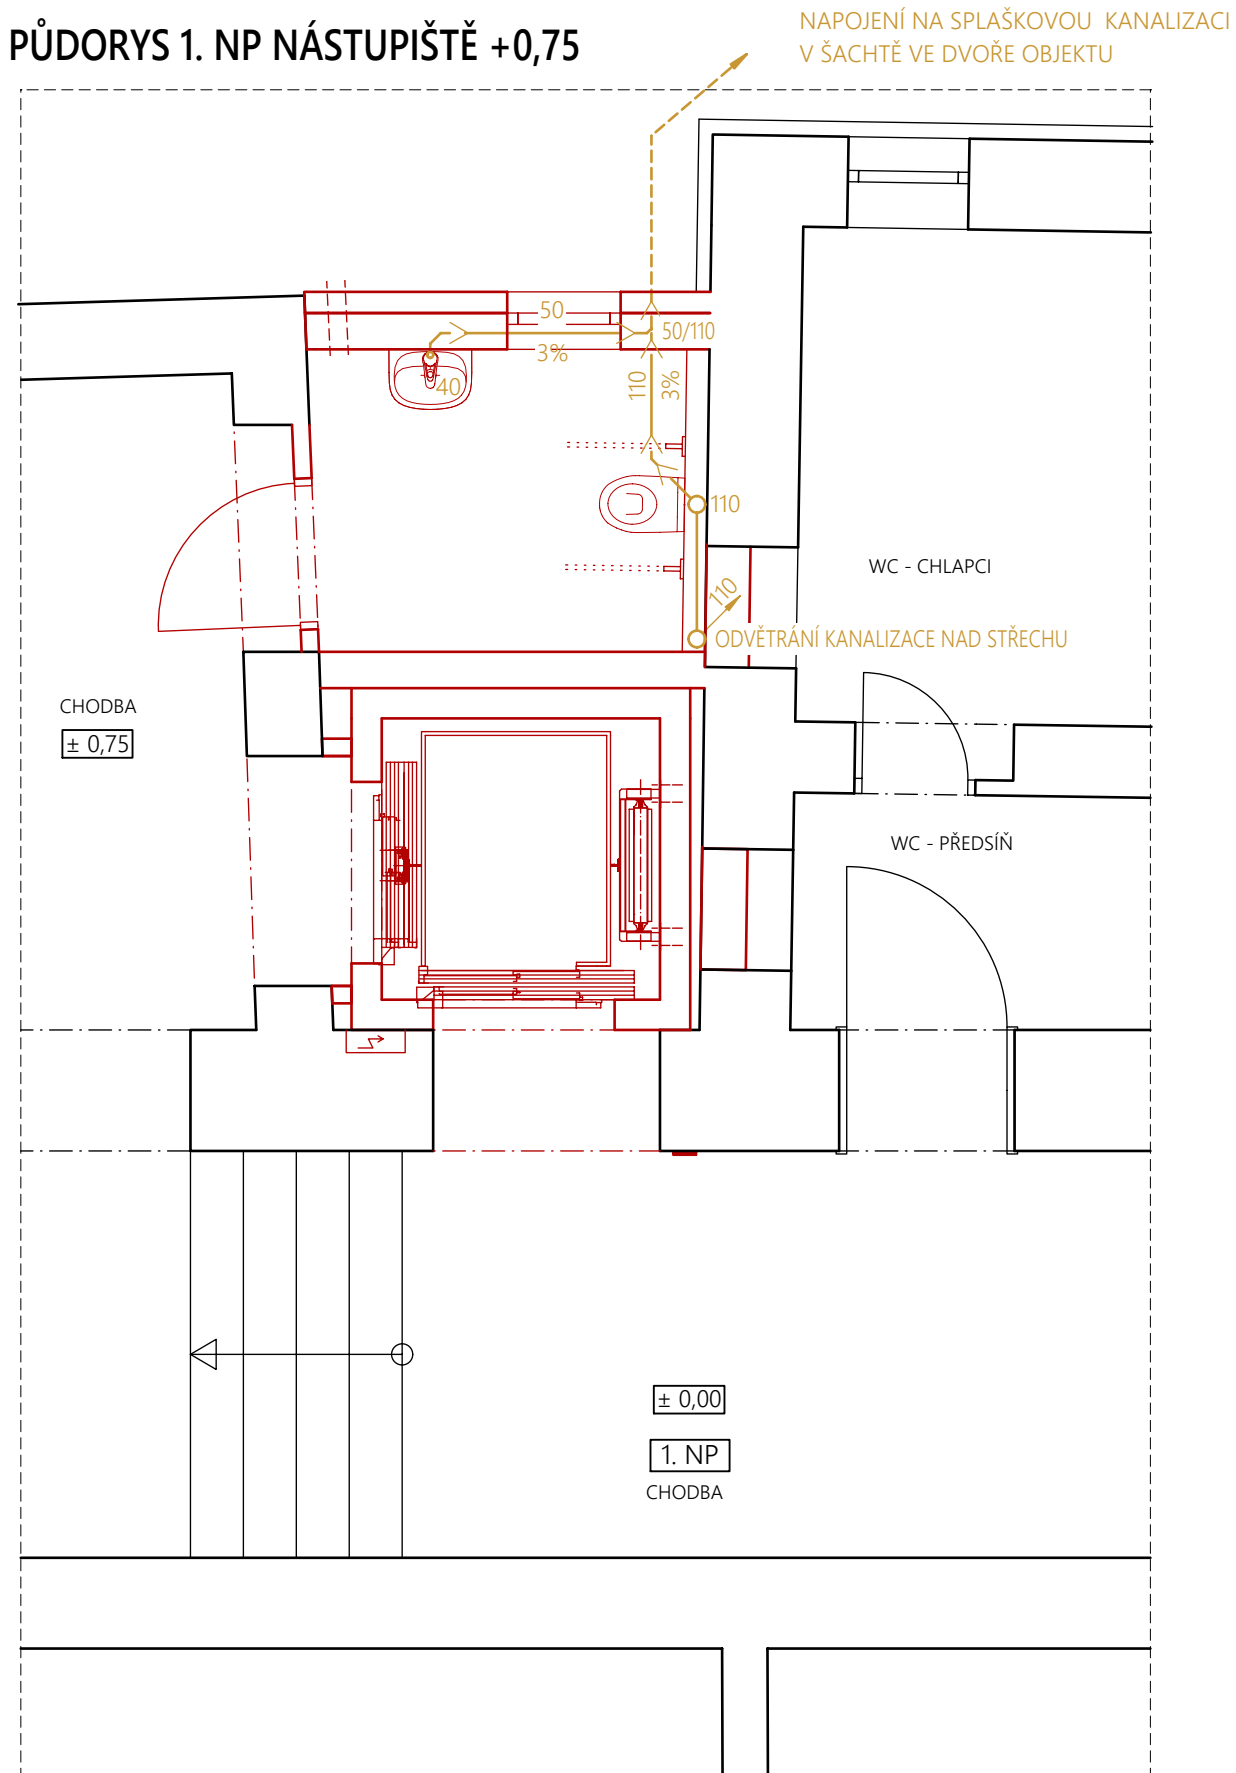 PŮDORYS 1. NP NÁSTUPIŠTĚ +0,75
NAPOJENÍ NA SPLAŠKOVOU KANALIZACI
V ŠACHTĚ VE DVOŘE OBJEKTU
50
50/110
3%
40
110
3%
110
WC - CHLAPCI
110
ODVĚTRÁNÍ KANALIZACE NAD STŘECHU
CHODBA
± 0,75
WC - PŘEDSÍŇ
± 0,00
1. NP
CHODBA